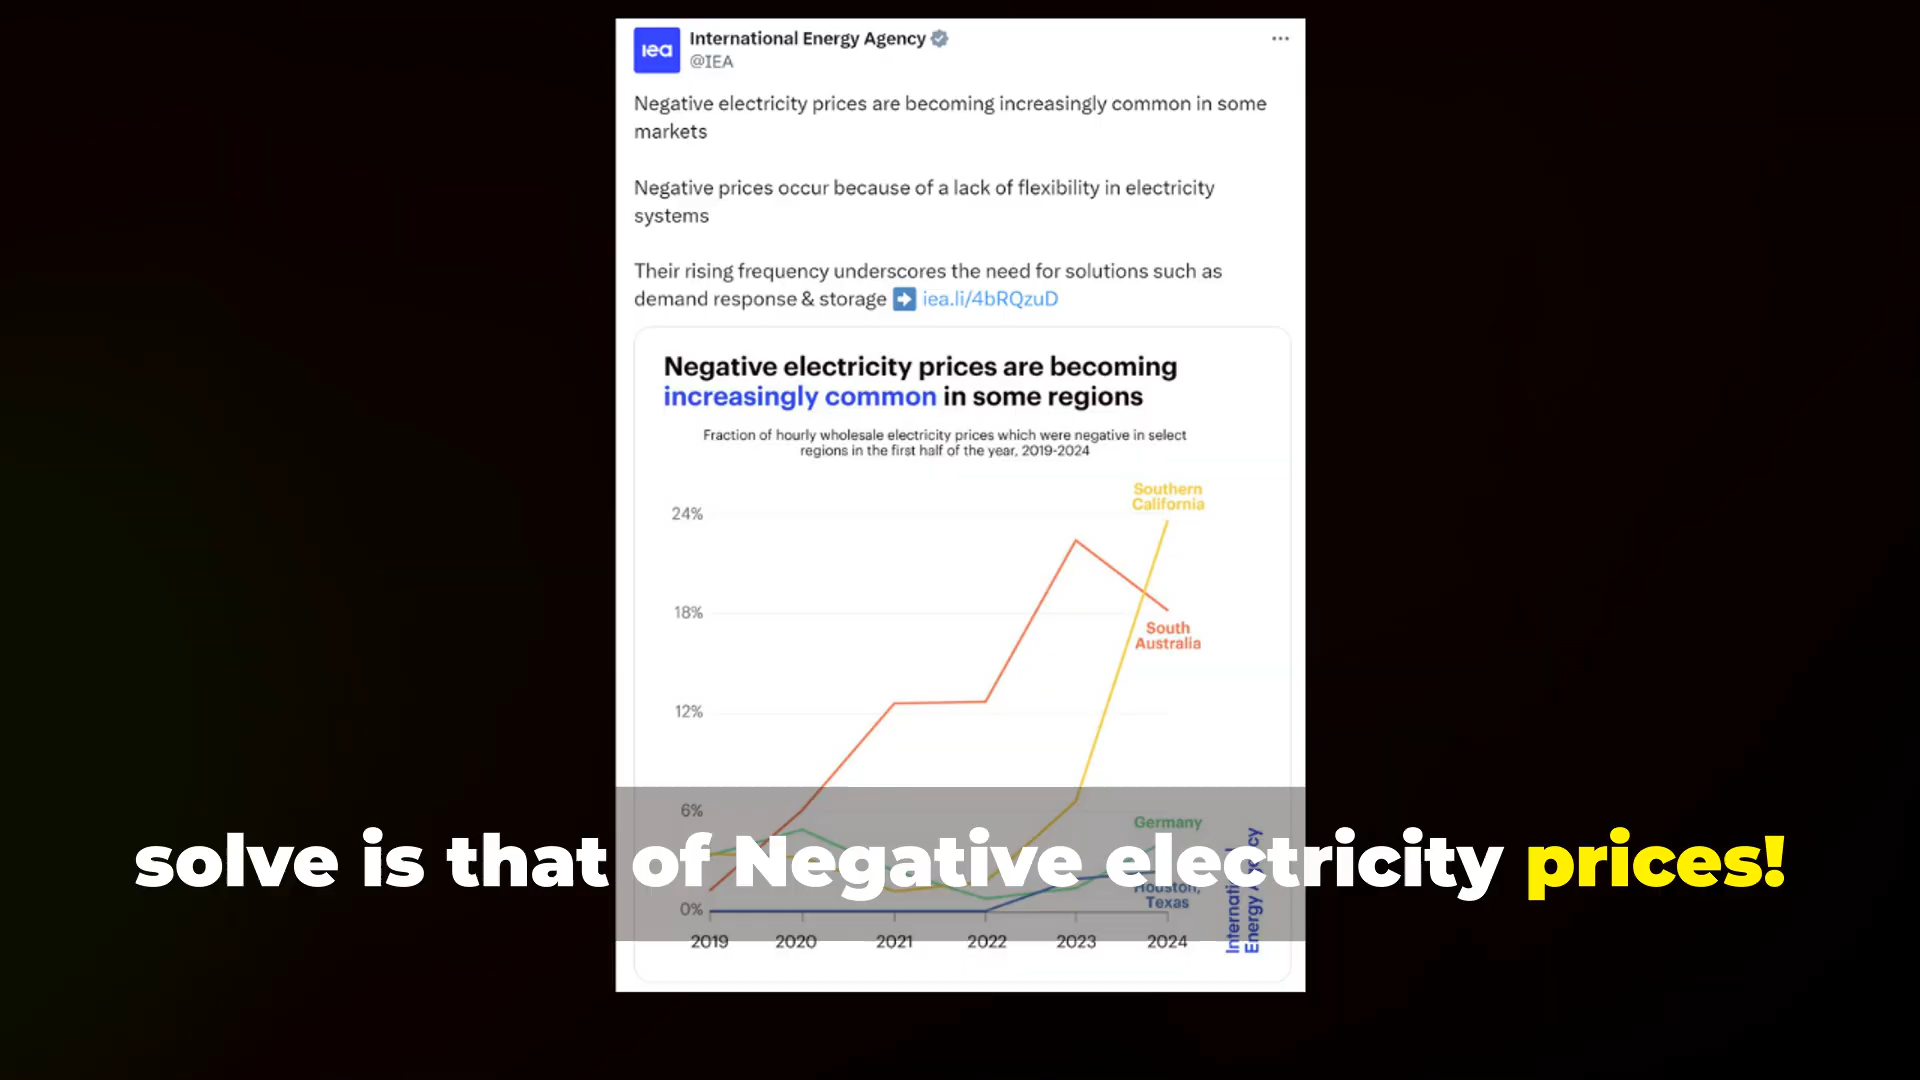 iea
International Energy Agency
@IEA
Negative electricity prices are becoming increasingly common in some
markets
Negative prices occur because of a lack of flexibility in electricity
systems
Their rising frequency underscores the need for solutions such as
demand response & storage ➡ iea.li/4bRQzuD
Negative electricity prices are becoming
increasingly common in some regions
Fraction of hourly wholesale electricity prices which were negative in select
regions in the first half of the year, 2019-2024
Southern
California
24%
18%
South
Australia
12%
6%
Germany
solve is that of Negative electricity prices!
Houston,
Texas
0%
2019 2020 2021 2022 2023 2024
Energy